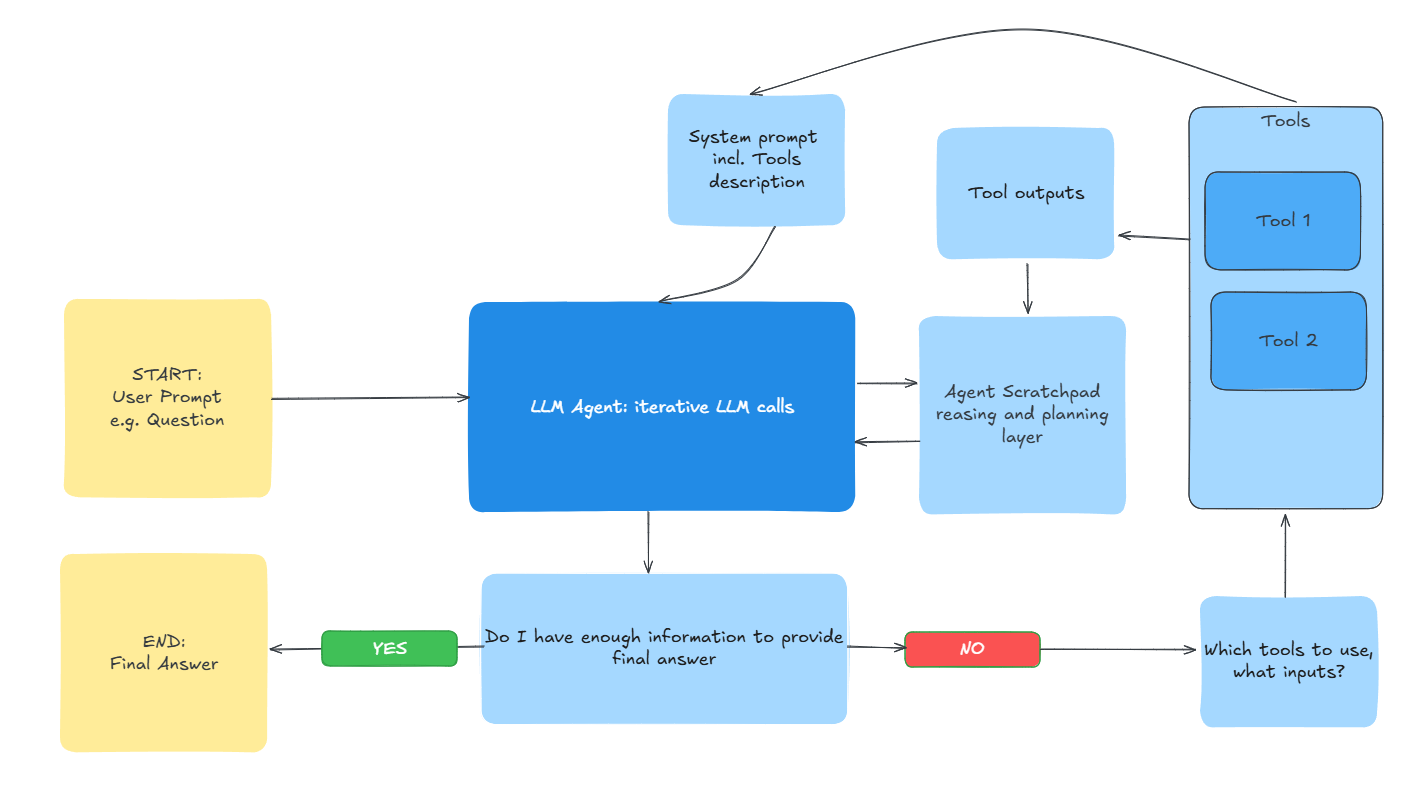 System prompt
incl. Tools
description
Tool outputs
Tools
Tool 1
Tool 2
START:
User Prompt
e.g. Question
LLM Agent: iterative LLM calls
Agent Scratchpad
reasing and planning
layer
END:
Final Answer
YES
Do I have enough information to provide
final answer
NO
Which tools to use,
what inputs?